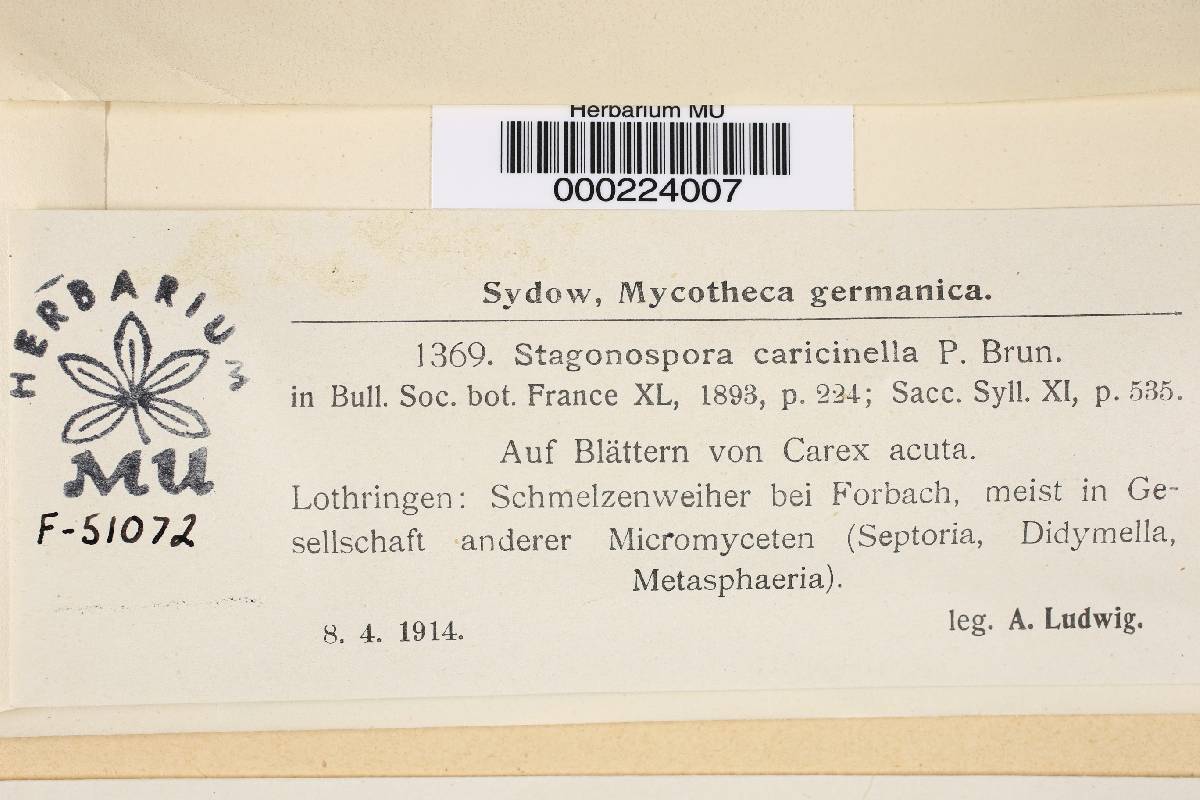 Herbarium MU
000224007
HERBARIUM
MU
F-51072
Sydow, Mycotheca germanica.
1369. Stagonospora caricinella P. Brun.
in Bull. Soc. bot. France XL, 1893, p. 224; Sacc. Syll. XI, p. 535.
Auf Blättern von Carex acuta.
Lothringen: Schmelzenweiher bei Forbach, meist in Ge-
sellschaft anderer Micromyceten (Septoria, Didymella,
Metasphaeria).
8. 4. 1914.
leg. A. Ludwig.